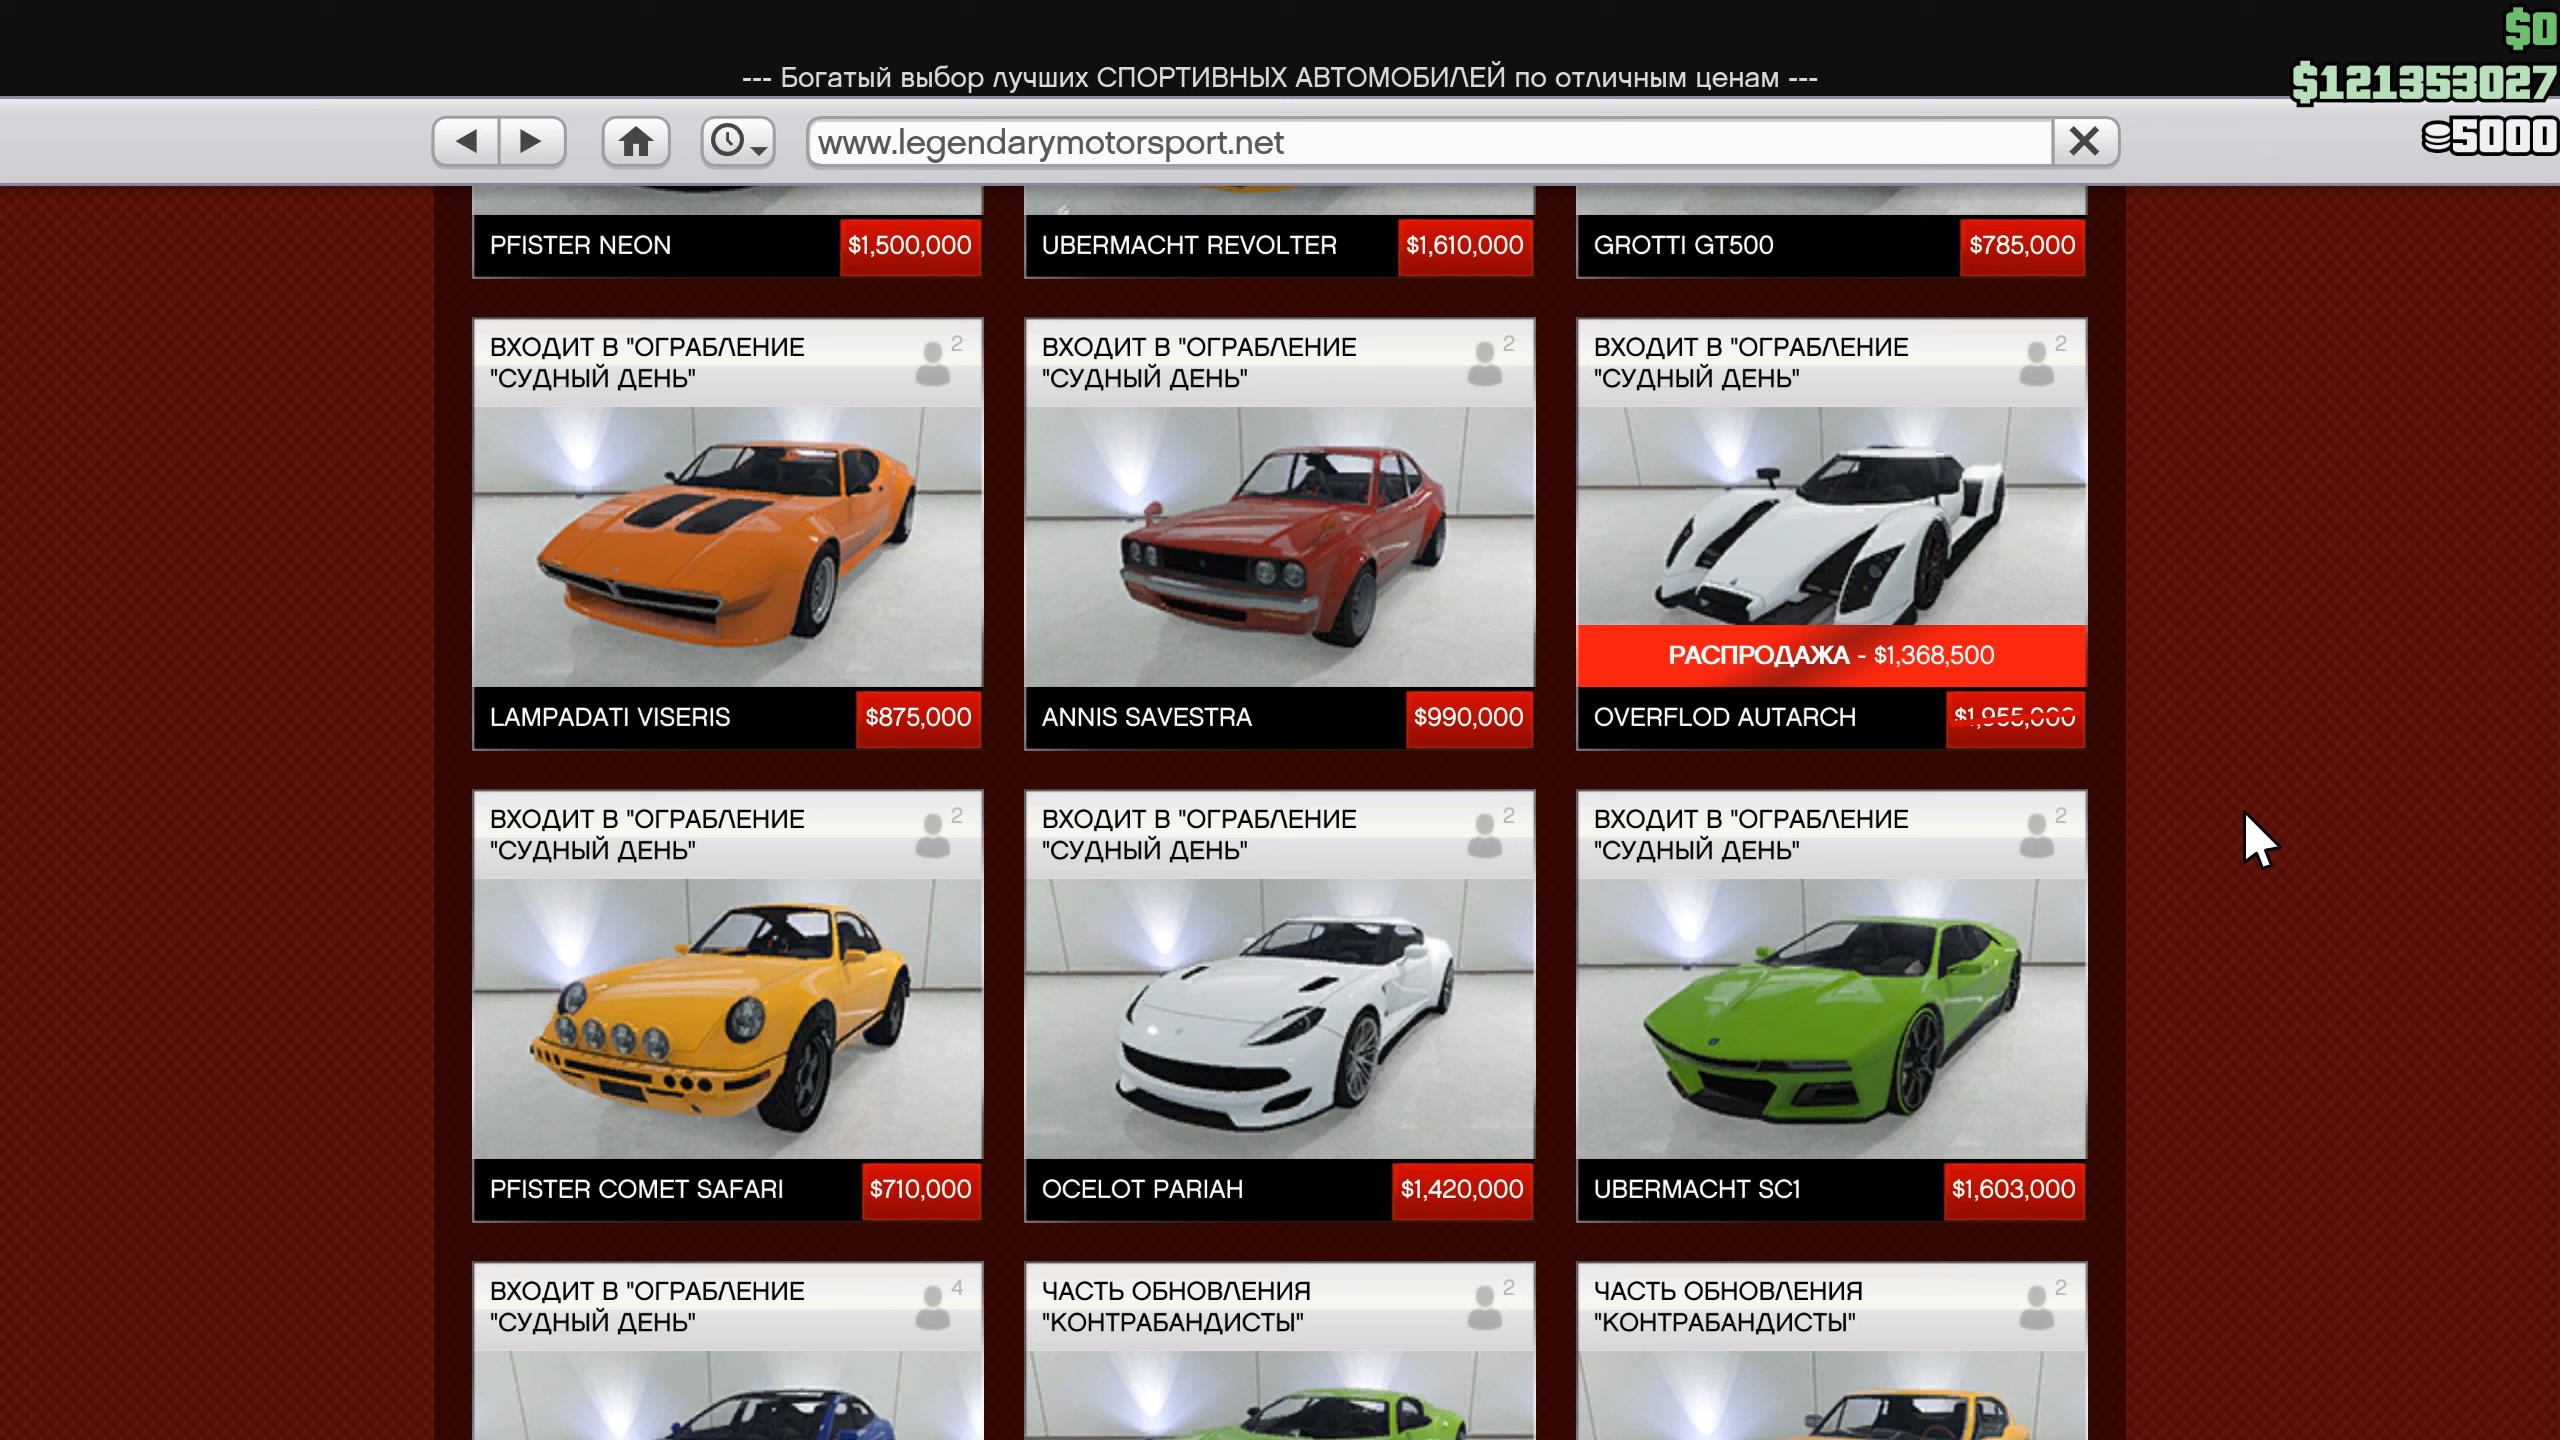 $0
--- Богатый выбор лучших СПОРТИВНЫХ АВТОМОБИЛЕЙ по отличным ценам ---
$121353027
www.legendarymotorsport.net
5000
PFISTER NEON $1,500,000
UBERMACHT REVOLTER $1,610,000
GROTTI GT500 $785,000
ВХОДИТ В "ОГРАБЛЕНИЕ 2
"СУДНЫЙ ДЕНЬ"
ВХОДИТ В "ОГРАБЛЕНИЕ 2
"СУДНЫЙ ДЕНЬ"
ВХОДИТ В "ОГРАБЛЕНИЕ 2
"СУДНЫЙ ДЕНЬ"
РАСПРОДАЖА - $1,368,500
LAMPADATI VISERIS $875,000
ANNIS SAVESTRA $990,000
OVERFLOD AUTARCH $1,955,000
ВХОДИТ В "ОГРАБЛЕНИЕ 2
"СУДНЫЙ ДЕНЬ"
ВХОДИТ В "ОГРАБЛЕНИЕ 2
"СУДНЫЙ ДЕНЬ"
ВХОДИТ В "ОГРАБЛЕНИЕ 2
"СУДНЫЙ ДЕНЬ"
PFISTER COMET SAFARI $710,000
OCELOT PARIAH $1,420,000
UBERMACHT SC1 $1,603,000
ВХОДИТ В "ОГРАБЛЕНИЕ 4
"СУДНЫЙ ДЕНЬ"
ЧАСТЬ ОБНОВЛЕНИЯ 2
"КОНТРАБАНДИСТЫ"
ЧАСТЬ ОБНОВЛЕНИЯ 2
"КОНТРАБАНДИСТЫ"